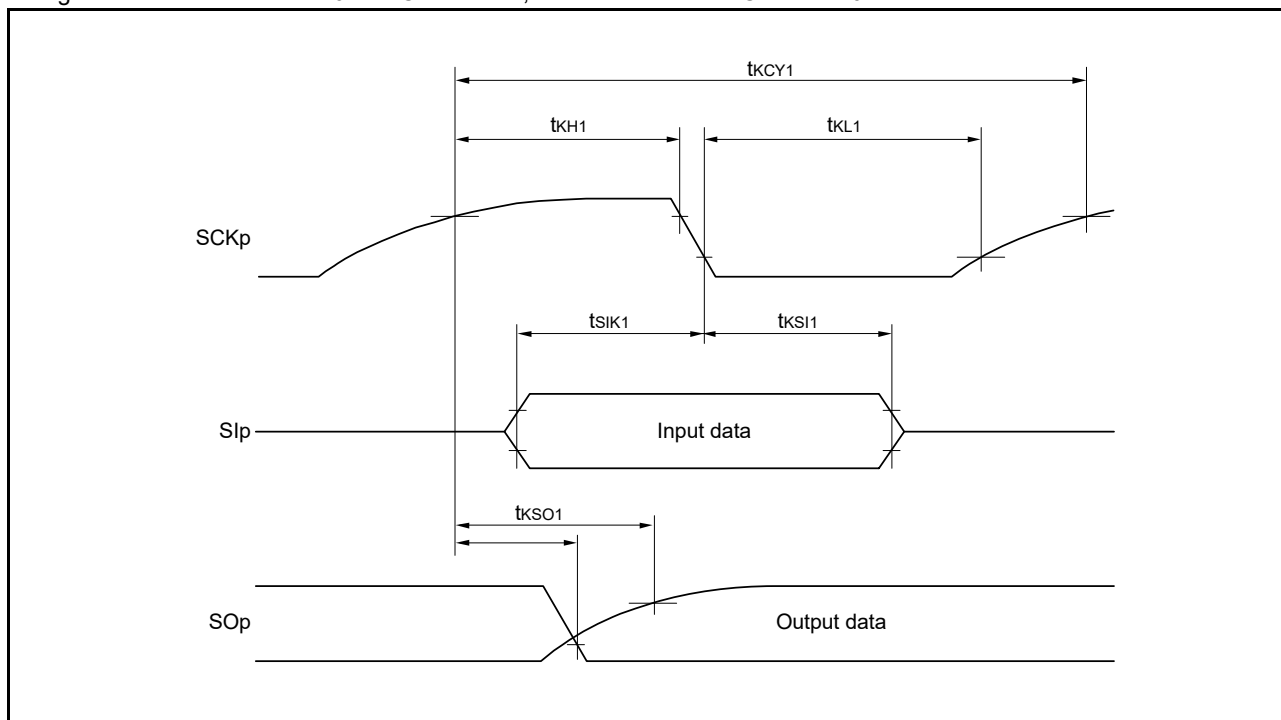 tKCY1
tKH1
tKL1
SCKp
tSIK1
tKSI1
SIp
Input data
tKSO1
SOp
Output data